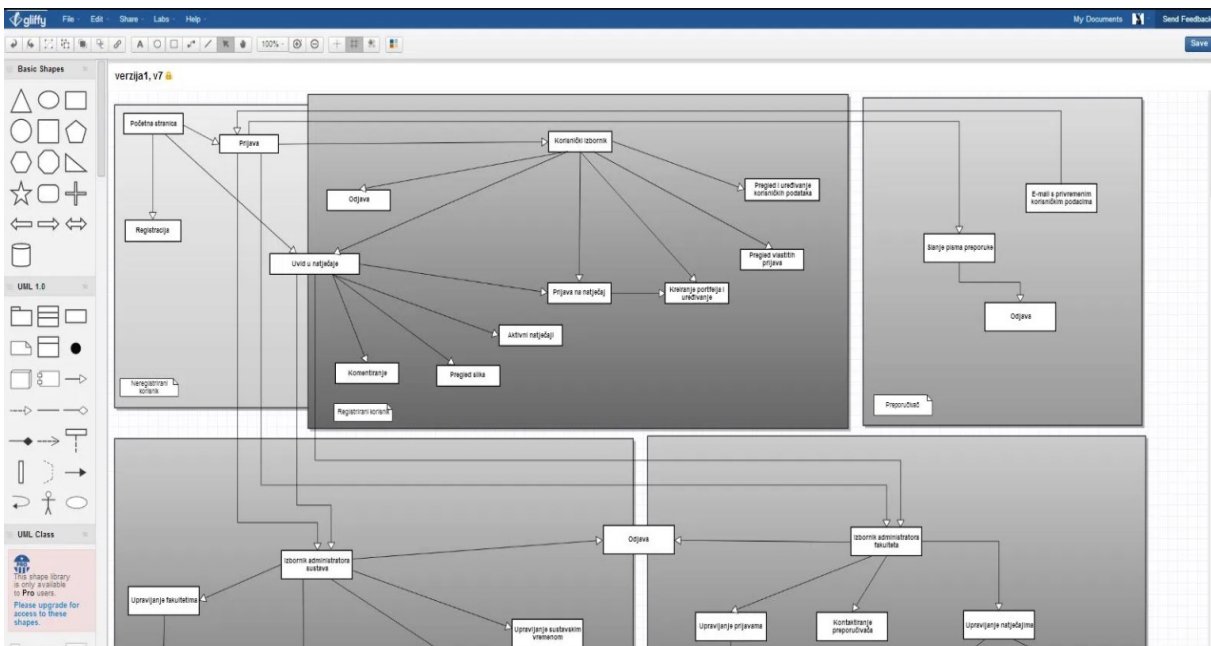 gliffy File Edit Share Labs Help My Documents Send Feedback
A 100% Save
Basic Shapes
verzija1, v7
Početna stranica
Prijava
Korisnički izbornik
Odjava
Pregled i uređivanje
korisničkih podataka
E-mail s privremenim
korisničkim podacima
Registracija
Slanje pisma preporuke
Uvid u natječaje
Pregled vlastitih
prijava
Prijava na natječaj
Kreiranje portfelja i
uređivanje
Odjava
Aktivni natječaji
Komentiranje
Pregled slika
Neregistrirani
korisnik
Registrirani korisnik
Preporučivač
UML 1.0
UML Class
PRO
This shape library
is only available
to Pro users.
Please upgrade for
access to these
shapes.
Odjava
Izbornik administratora
sustava
Izbornik administratora
fakulteta
Upravljanje fakultetima
Upravljanje sustavskim
vremenom
Upravljanje prijavama
Kontaktiranje
preporučivača
Upravljanje natječajima